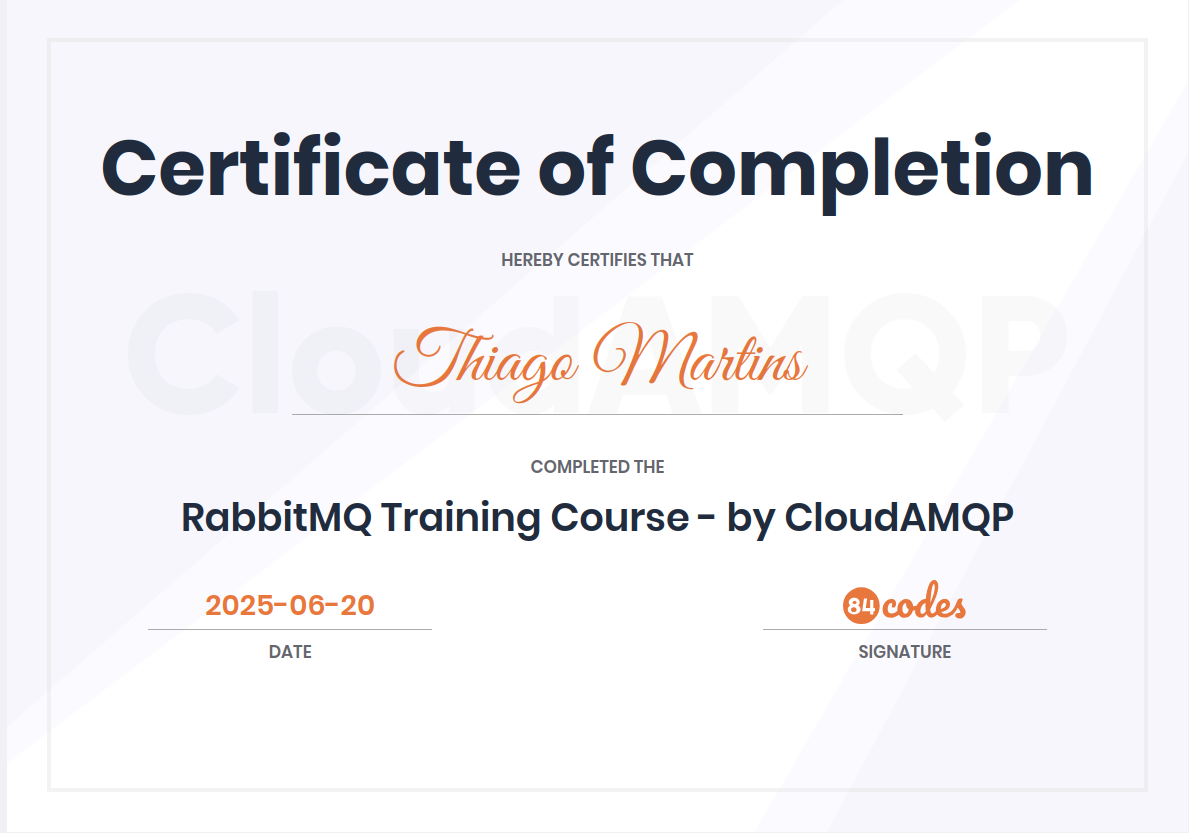 Certificate of Completion
HEREBY CERTIFIES THAT
CloudAMQP
Thiago Martins
COMPLETED THE
RabbitMQ Training Course - by CloudAMQP
2025-06-20
84codes
DATE
SIGNATURE